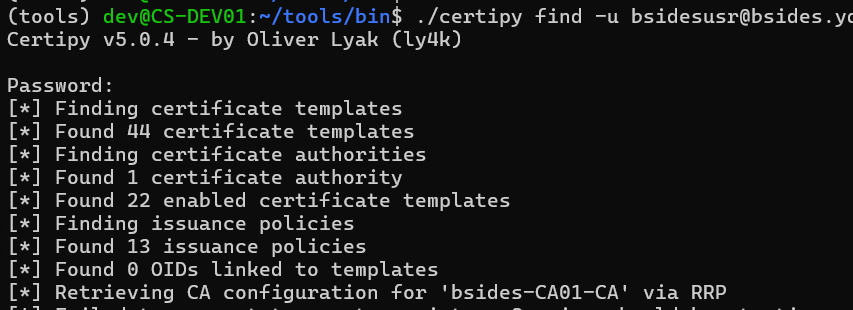 (tools) dev@CS-DEV01:~/tools/bin$ ./certipy find -u bsidesusr@bsides.yo
Certipy v5.0.4 - by Oliver Lyak (ly4k)
Password:
[*] Finding certificate templates
[*] Found 44 certificate templates
[*] Finding certificate authorities
[*] Found 1 certificate authority
[*] Found 22 enabled certificate templates
[*] Finding issuance policies
[*] Found 13 issuance policies
[*] Found 0 OIDs linked to templates
[*] Retrieving CA configuration for 'bsides-CA01-CA' via RRP